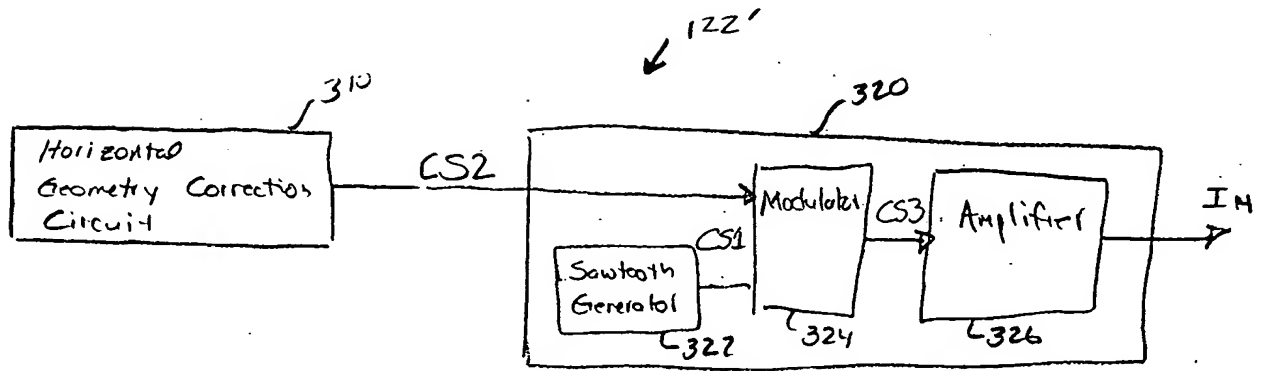 122'
310
320
Horizontal
Geometry Correction
Circuit
CS2
Modulator
CS3
Amplifier
IH
CS1
Sawtooth
Generator
322
324
326